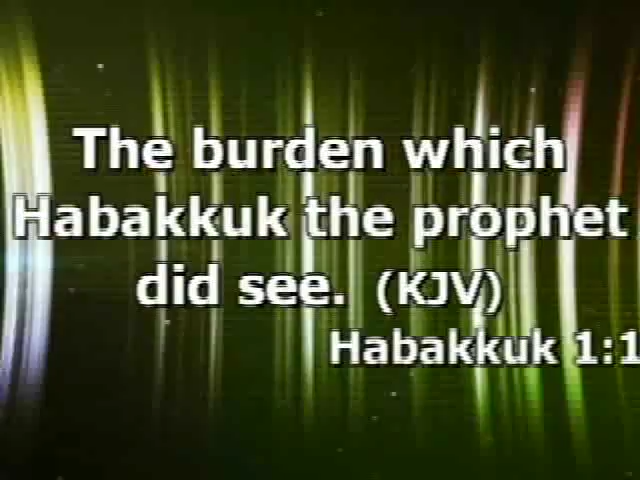 The burden which
Habakkuk the prophet
did see. (KJV)
Habakkuk 1:1